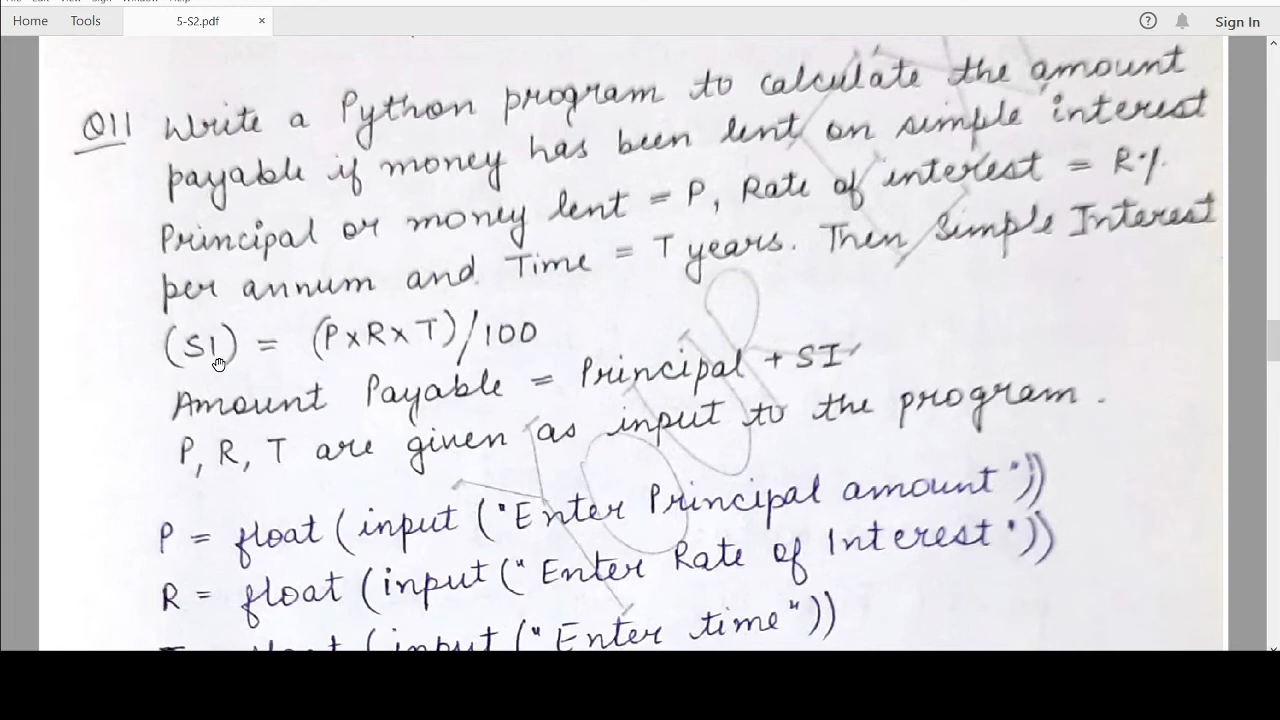 Home Tools 5-S2.pdf × ? Sign In
Q11 Write a Python program to calculate the amount
payable if money has been lent on simple interest
Principal or money lent = P, Rate of interest = R%
per annum and Time = T years. Then Simple Interest
(SI) = (P×R×T)/100
Amount Payable = Principal + SI
P, R, T are given as input to the program.
P = float (input ("Enter Principal amount"))
R = float (input ("Enter Rate of Interest"))
float (input ("Enter time"))